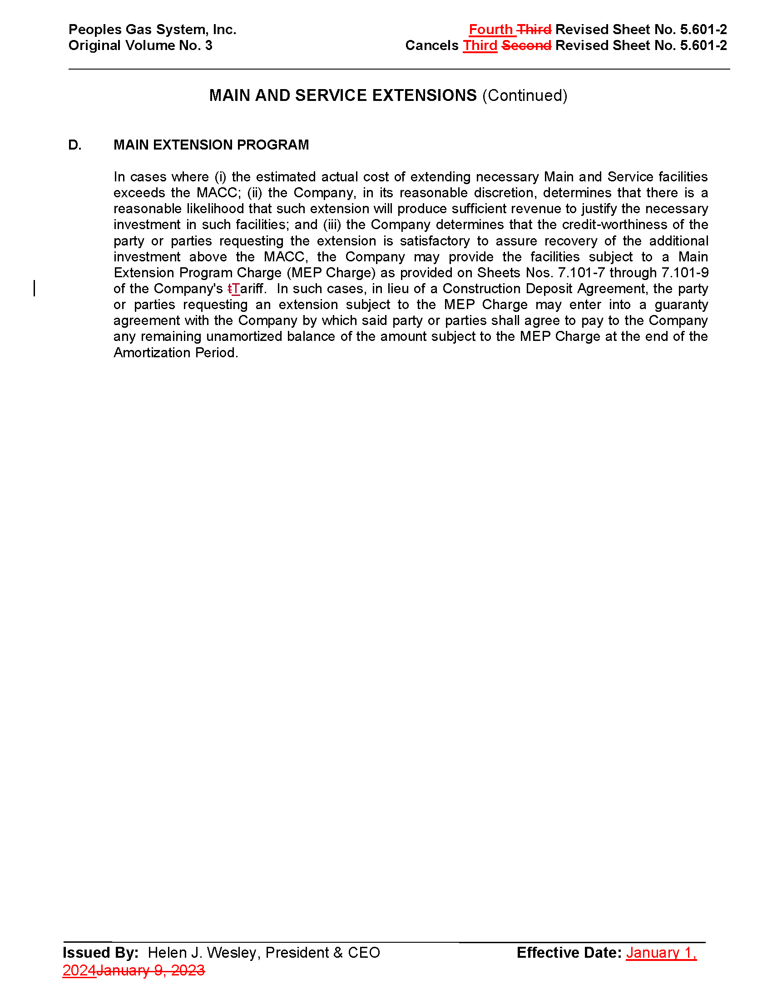 Peoples Gas System, Inc. Fourth Third Revised Sheet No. 5.601-2
Original Volume No. 3 Cancels Third Second Revised Sheet No. 5.601-2
MAIN AND SERVICE EXTENSIONS (Continued)
D. MAIN EXTENSION PROGRAM
In cases where (i) the estimated actual cost of extending necessary Main and Service facilities
exceeds the MACC; (ii) the Company, in its reasonable discretion, determines that there is a
reasonable likelihood that such extension will produce sufficient revenue to justify the necessary
investment in such facilities; and (iii) the Company determines that the credit-worthiness of the
party or parties requesting the extension is satisfactory to assure recovery of the additional
investment above the MACC, the Company may provide the facilities subject to a Main
Extension Program Charge (MEP Charge) as provided on Sheets Nos. 7.101-7 through 7.101-9
of the Company's tTariff. In such cases, in lieu of a Construction Deposit Agreement, the party
or parties requesting an extension subject to the MEP Charge may enter into a guaranty
agreement with the Company by which said party or parties shall agree to pay to the Company
any remaining unamortized balance of the amount subject to the MEP Charge at the end of the
Amortization Period.
Issued By: Helen J. Wesley, President & CEO Effective Date: January 1,
2024January 9, 2023